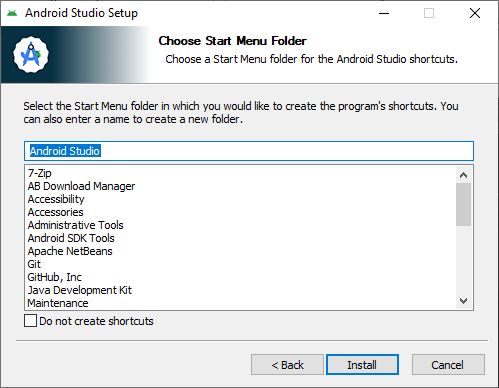 Android Studio Setup
Choose Start Menu Folder
Choose a Start Menu folder for the Android Studio shortcuts.
Select the Start Menu folder in which you would like to create the program's shortcuts. You
can also enter a name to create a new folder.
Android Studio
7-Zip
AB Download Manager
Accessibility
Accessories
Administrative Tools
Android SDK Tools
Apache NetBeans
Git
GitHub, Inc
Java Development Kit
Maintenance
Do not create shortcuts
< Back
Install
Cancel